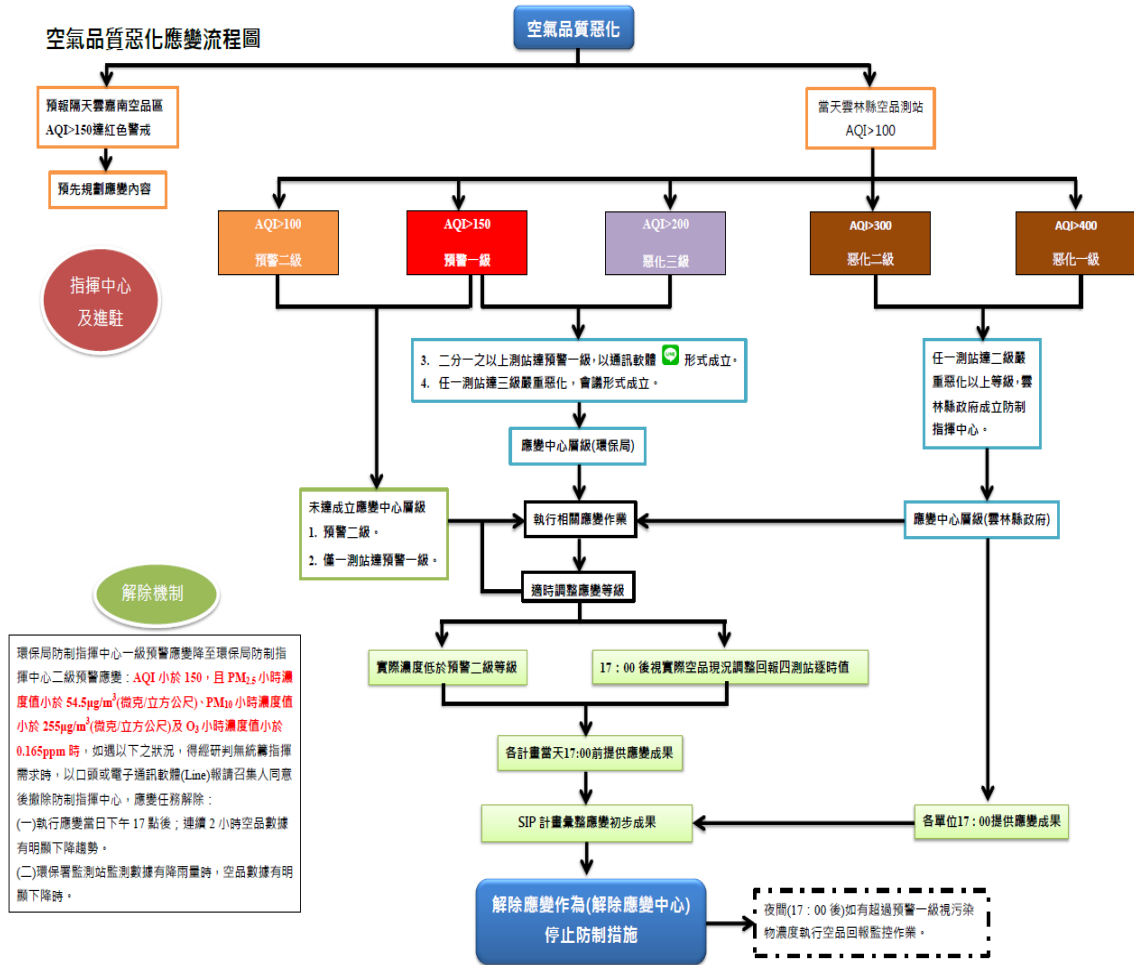 空氣品質惡化應變流程圖
空氣品質惡化
預報隔天雲嘉南空品區
AQI>150達紅色警戒
預先規劃應變內容
當天雲林縣空品測站
AQI>100
AQI>100
預警二級
AQI>150
預警一級
AQI>200
惡化三級
AQI>300
惡化二級
AQI>400
惡化一級
指揮中心
及進駐
3. 二分一之以上測站達預警一級，以通訊軟體 LINE 形式成立。
4. 任一測站達三級嚴重惡化，會議形式成立。
任一測站達二級嚴
重惡化以上等級，雲
林縣政府成立防制
指揮中心。
應變中心層級(環保局)
未達成立應變中心層級
1. 預警二級。
2. 僅一測站達預警一級。
執行相關應變作業
應變中心層級(雲林縣政府)
適時調整應變等級
解除機制
環保局防制指揮中心一級預警應變降至環保局防制指
揮中心二級預警應變：AQI 小於 150，且 PM2.5 小時濃
度值小於 54.5μg/m³(微克/立方公尺)、PM10 小時濃度值
小於 255μg/m³(微克/立方公尺)及 O3 小時濃度值小於
0.165ppm 時，如遇以下之狀況，得經研判無統籌指揮
需求時，以口頭或電子通訊軟體(Line)報請召集人同意
後撤除防制指揮中心，應變任務解除：
(一)執行應變當日下午 17 點後；連續 2 小時空品數據
有明顯下降趨勢。
(二)環保署監測站監測數據有降雨量時，空品數據有明
顯下降時。
實際濃度低於預警二級等級
17：00 後視實際空品現況調整回報四測站逐時值
各計畫當天17:00前提供應變成果
SIP 計畫彙整應變初步成果
各單位17：00提供應變成果
解除應變作為(解除應變中心)
停止防制措施
夜間(17：00 後)如有超過預警一級視污染
物濃度執行空品回報監控作業。